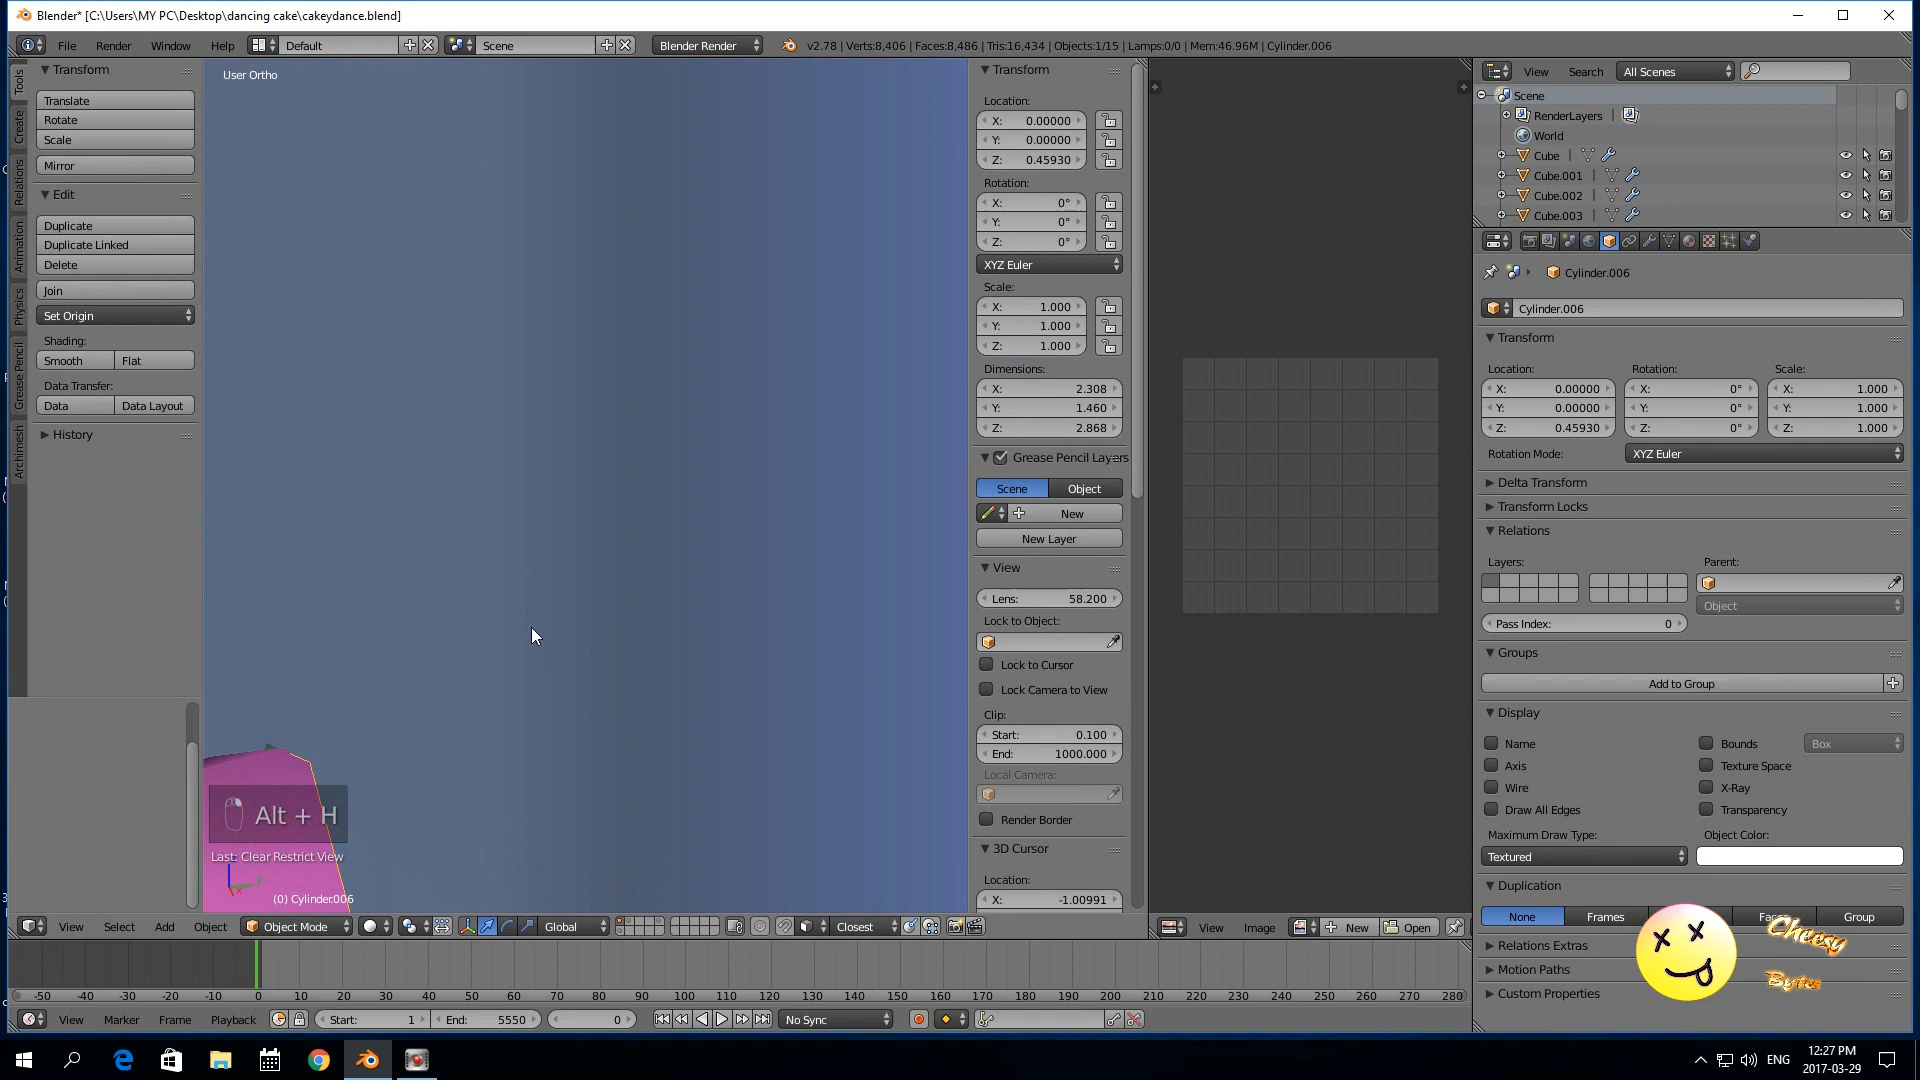 Blender* [C:\Users\MY PC\Desktop\dancing cake\cakeydance.blend]
File Render Window Help Default Scene Blender Render v2.78 | Verts:8,406 | Faces:8,486 | Tris:16,434 | Objects:1/15 | Lamps:0/0 | Mem:46.96M | Cylinder.006
Tools
Create
Relations
Animation
Physics
Grease Pencil
Archimesh
Transform
Translate
Rotate
Scale
Mirror
Edit
Duplicate
Duplicate Linked
Delete
Join
Set Origin
Shading:
Smooth Flat
Data Transfer:
Data Data Layout
History
User Ortho
Alt + H
Last: Clear Restrict View
(0) Cylinder.006
Transform
Location:
X: 0.00000
Y: 0.00000
Z: 0.45930
Rotation:
X: 0°
Y: 0°
Z: 0°
XYZ Euler
Scale:
X: 1.000
Y: 1.000
Z: 1.000
Dimensions:
X: 2.308
Y: 1.460
Z: 2.868
Grease Pencil Layers
Scene Object
New
New Layer
View
Lens: 58.200
Lock to Object:
Lock to Cursor
Lock Camera to View
Clip:
Start: 0.100
End: 1000.000
Local Camera:
Render Border
3D Cursor
Location:
X: -1.00991
View Select Add Object Object Mode Global Closest
View Image New Open
View Search All Scenes
Scene
RenderLayers |
World
Cube |
Cube.001 |
Cube.002 |
Cube.003 |
Cylinder.006
Cylinder.006
Transform
Location: Rotation: Scale:
X: 0.00000 X: 0° X: 1.000
Y: 0.00000 Y: 0° Y: 1.000
Z: 0.45930 Z: 0° Z: 1.000
Rotation Mode: XYZ Euler
Delta Transform
Transform Locks
Relations
Layers: Parent:
Object
Pass Index: 0
Groups
Add to Group
Display
Name Bounds Box
Axis Texture Space
Wire X-Ray
Draw All Edges Transparency
Maximum Draw Type: Object Color:
Textured
Duplication
None Frames Group
Relations Extras
Motion Paths
Custom Properties
Cheesy
Bytes
-50 -40 -30 -20 -10 0 10 20 30 40 50 60 70 80 90 100 110 120 130 140 150 160 170 180 190 200 210 220 230 240 250 260 270 280
View Marker Frame Playback Start: 1 End: 5550 0 No Sync
ENG 12:27 PM
2017-03-29